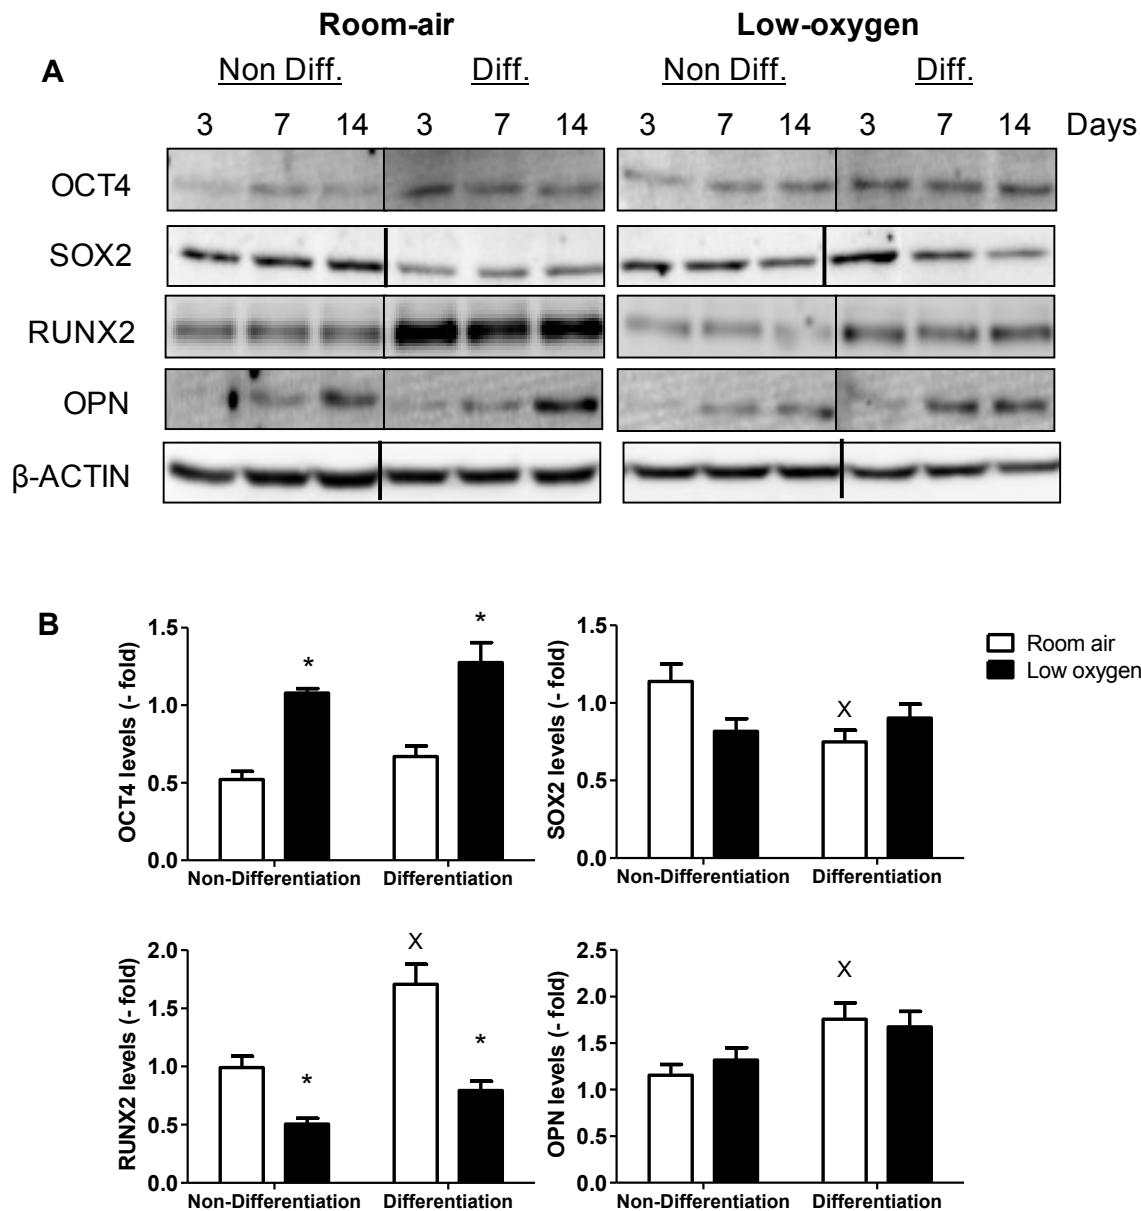 Room-air Low-oxygen
A Non Diff. Diff. Non Diff. Diff.
3 7 14 3 7 14 3 7 14 3 7 14 Days
OCT4
SOX2
RUNX2
OPN
β-ACTIN
B
OCT4 levels (- fold)
1.5
1.0
0.5
0.0
* *
Non-Differentiation Differentiation
SOX2 levels (- fold)
1.5
1.0
0.5
0.0
X
Non-Differentiation Differentiation
Room air
Low oxygen
RUNX2 levels (- fold)
2.0
1.5
1.0
0.5
0.0
* X *
Non-Differentiation Differentiation
OPN levels (- fold)
2.5
2.0
1.5
1.0
0.5
0.0
X
Non-Differentiation Differentiation